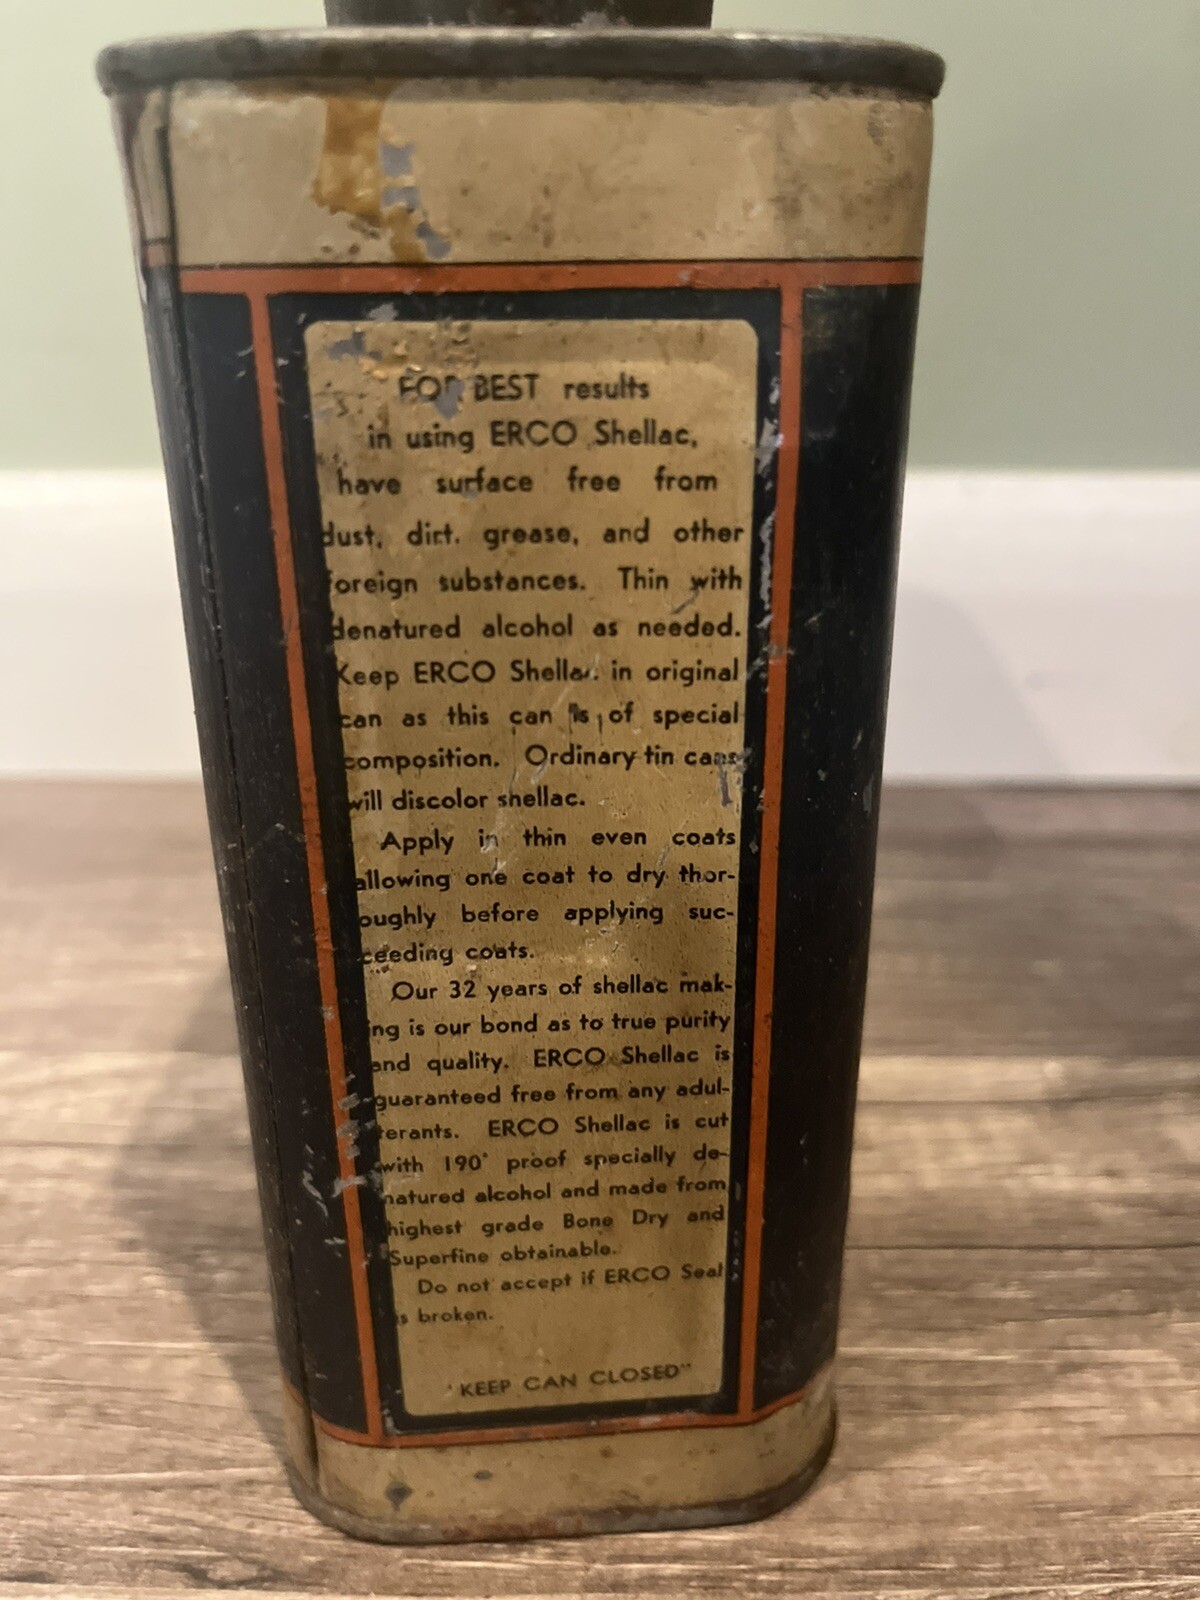 FOR BEST results
in using ERCO Shellac,
have surface free from
dust, dirt, grease, and other
foreign substances. Thin with
denatured alcohol as needed.
Keep ERCO Shellac in original
can as this can is of special
composition. Ordinary tin cans
will discolor shellac.
Apply in thin even coats
allowing one coat to dry thor-
oughly before applying suc-
ceeding coats.
Our 32 years of shellac mak-
ing is our bond as to true purity
and quality. ERCO Shellac is
guaranteed free from any adul-
terants. ERCO Shellac is cut
with 190° proof specially de-
natured alcohol and made from
highest grade Bone Dry and
Superfine obtainable.
Do not accept if ERCO Seal
is broken.
"KEEP CAN CLOSED"